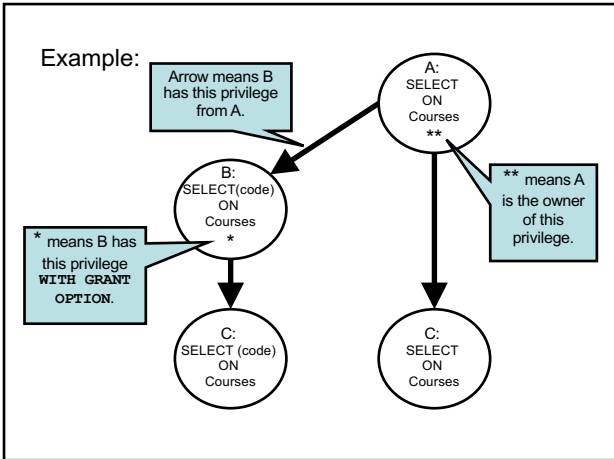 Example:
Arrow means B
has this privilege
from A.
A:
SELECT
ON
Courses
**
B:
SELECT(code)
ON
Courses
*
** means A
is the owner
of this
privilege.
* means B has
this privilege
WITH GRANT
OPTION.
C:
SELECT (code)
ON
Courses
C:
SELECT
ON
Courses